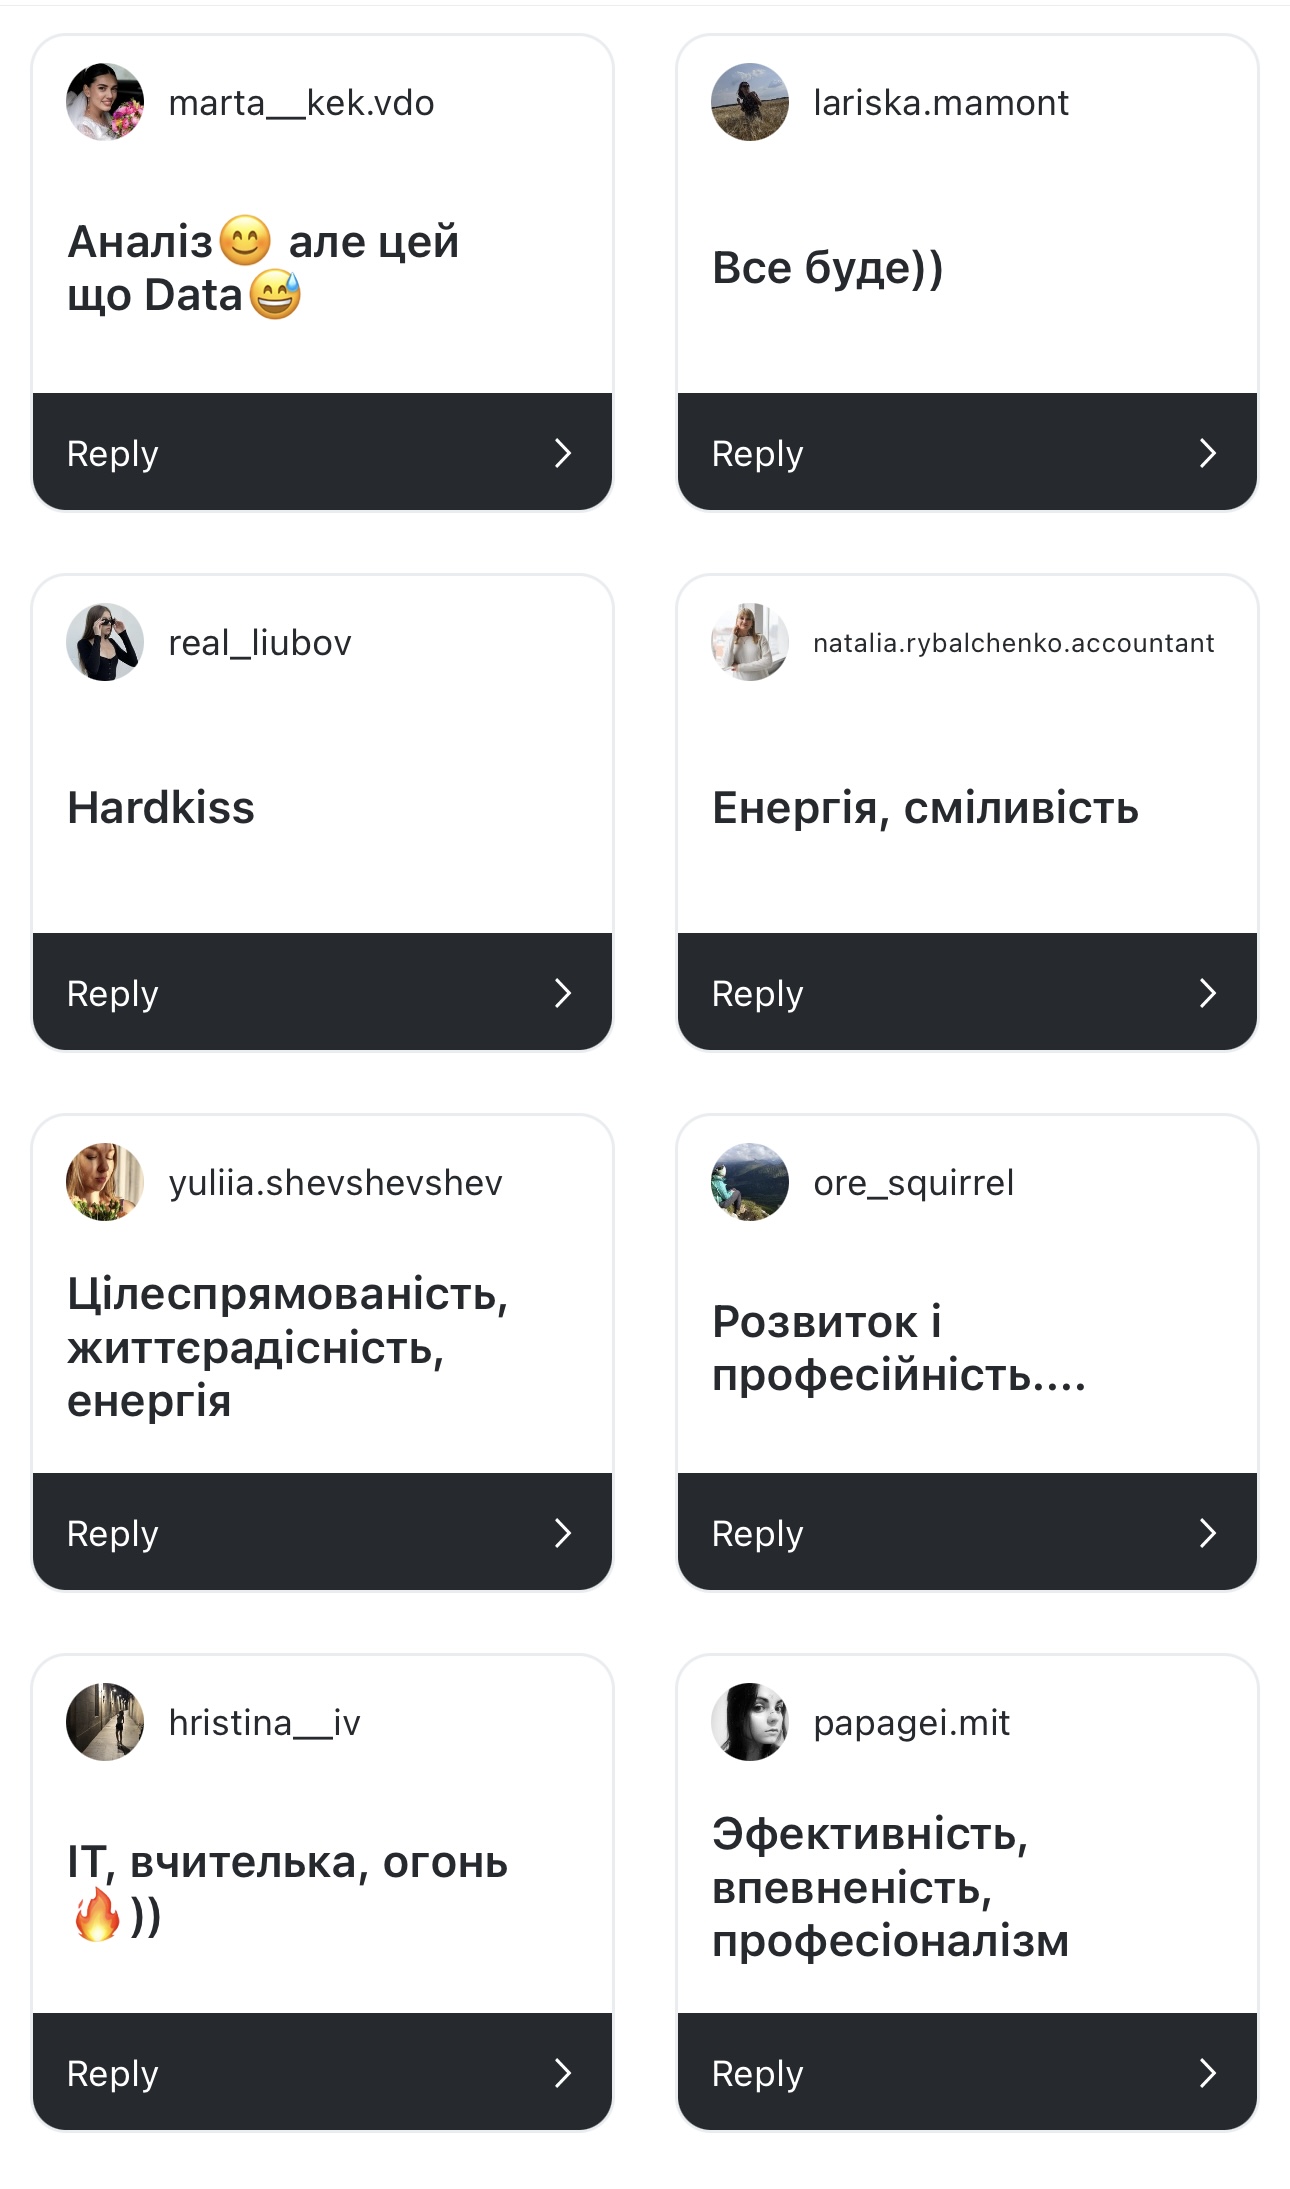 marta__kek.vdo
Аналіз😊 але цей
що Data😅
Reply
lariska.mamont
Все буде))
Reply
real_liubov
Hardkiss
Reply
natalia.rybalchenko.accountant
Енергія, сміливість
Reply
yuliia.shevshevshev
Цілеспрямованість,
життєрадісність,
енергія
Reply
ore_squirrel
Розвиток і
професійність....
Reply
hristina__iv
ІТ, вчителька, огонь
🔥))
Reply
papagei.mit
Эфективність,
впевненість,
професіоналізм
Reply